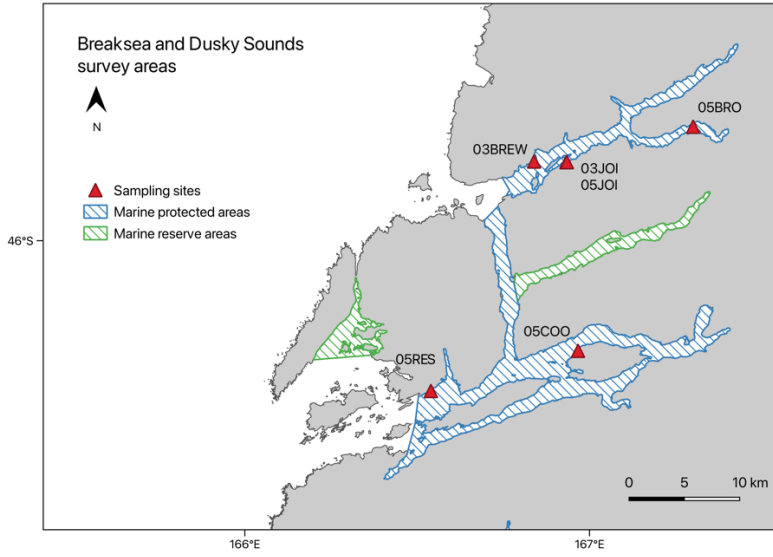 Breaksea and Dusky Sounds
survey areas
N
Sampling sites
Marine protected areas
Marine reserve areas
05BRO
03BREW
03JOI
05JOI
46°S
05COO
05RES
0 5 10 km
166°E 167°E